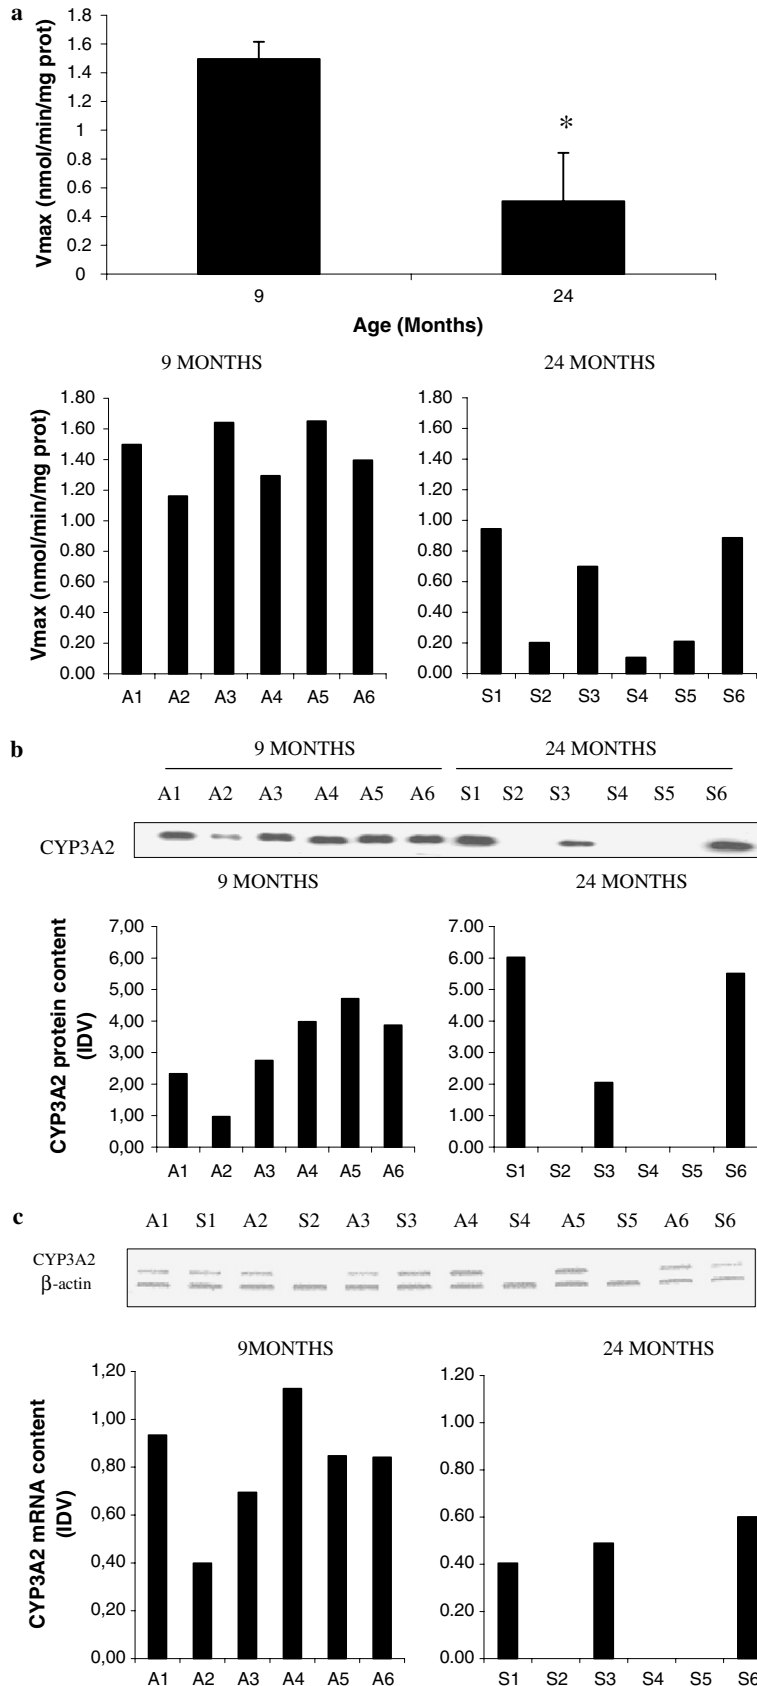 a
Vmax (nmol/min/mg prot)
1.8
1.6
1.4
1.2
1
0.8
0.6
0.4
0.2
0
*
9 24
Age (Months)
9 MONTHS 24 MONTHS
Vmax (nmol/min/mg prot)
1.80
1.60
1.40
1.20
1.00
0.80
0.60
0.40
0.20
0.00
A1 A2 A3 A4 A5 A6
1.80
1.60
1.40
1.20
1.00
0.80
0.60
0.40
0.20
0.00
S1 S2 S3 S4 S5 S6
b
9 MONTHS 24 MONTHS
A1 A2 A3 A4 A5 A6 S1 S2 S3 S4 S5 S6
CYP3A2
9 MONTHS 24 MONTHS
CYP3A2 protein content
(IDV)
7,00
6,00
5,00
4,00
3,00
2,00
1,00
0,00
A1 A2 A3 A4 A5 A6
7.00
6.00
5.00
4.00
3.00
2.00
1.00
0.00
S1 S2 S3 S4 S5 S6
c
A1 S1 A2 S2 A3 S3 A4 S4 A5 S5 A6 S6
CYP3A2
β-actin
9MONTHS 24 MONTHS
CYP3A2 mRNA content
(IDV)
1,20
1,00
0,80
0,60
0,40
0,20
0,00
A1 A2 A3 A4 A5 A6
1.20
1.00
0.80
0.60
0.40
0.20
0.00
S1 S2 S3 S4 S5 S6